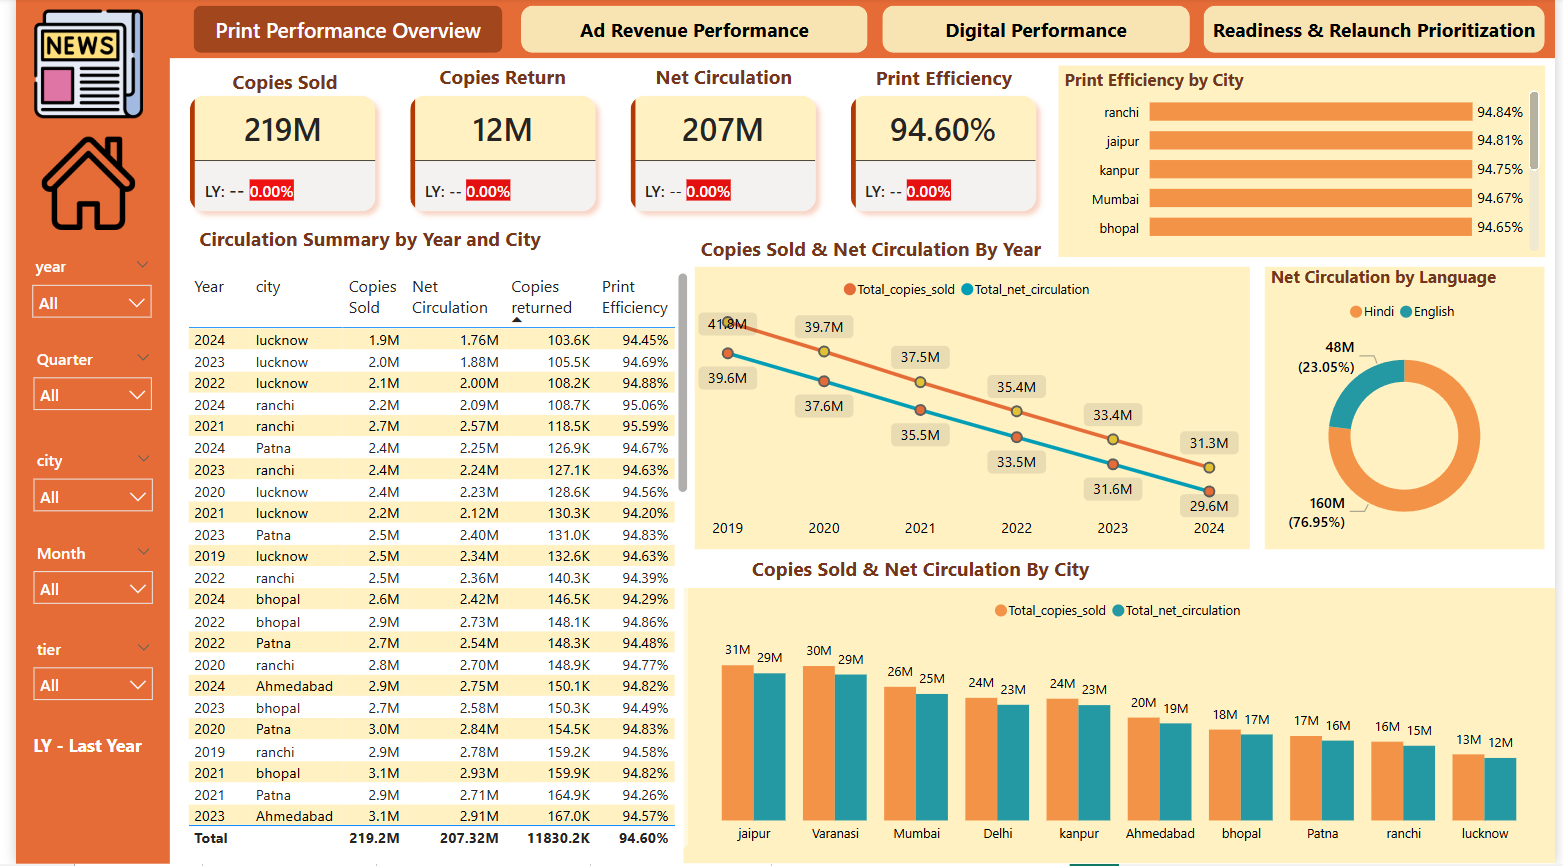 NEWS
Print Performance Overview
Ad Revenue Performance
Digital Performance
Readiness & Relaunch Prioritization
year
All
Quarter
All
city
All
Month
All
tier
All
LY - Last Year
Copies Sold
219M
LY: -- 0.00%
Copies Return
12M
LY: -- 0.00%
Net Circulation
207M
LY: -- 0.00%
Print Efficiency
94.60%
LY: -- 0.00%
Print Efficiency by City
ranchi 94.84%
jaipur 94.81%
kanpur 94.75%
Mumbai 94.67%
bhopal 94.65%
Circulation Summary by Year and City
Year city Copies Sold Net Circulation Copies returned Print Efficiency
2024 lucknow 1.9M 1.76M 103.6K 94.45%
2023 lucknow 2.0M 1.88M 105.5K 94.69%
2022 lucknow 2.1M 2.00M 108.2K 94.88%
2024 ranchi 2.2M 2.09M 108.7K 95.06%
2021 ranchi 2.7M 2.57M 118.5K 95.59%
2024 Patna 2.4M 2.25M 126.9K 94.67%
2023 ranchi 2.4M 2.24M 127.1K 94.63%
2020 lucknow 2.4M 2.23M 128.6K 94.56%
2021 lucknow 2.2M 2.12M 130.3K 94.20%
2023 Patna 2.5M 2.40M 131.0K 94.83%
2019 lucknow 2.5M 2.34M 132.6K 94.63%
2022 ranchi 2.5M 2.36M 140.3K 94.39%
2024 bhopal 2.6M 2.42M 146.5K 94.29%
2022 bhopal 2.9M 2.73M 148.1K 94.86%
2022 Patna 2.7M 2.54M 148.3K 94.48%
2020 ranchi 2.8M 2.70M 148.9K 94.77%
2024 Ahmedabad 2.9M 2.75M 150.1K 94.82%
2023 bhopal 2.7M 2.58M 150.3K 94.49%
2020 Patna 3.0M 2.84M 154.5K 94.83%
2019 ranchi 2.9M 2.78M 159.2K 94.58%
2021 bhopal 3.1M 2.93M 159.9K 94.82%
2021 Patna 2.9M 2.71M 164.9K 94.26%
2023 Ahmedabad 3.1M 2.91M 167.0K 94.57%
Total 219.2M 207.32M 11830.2K 94.60%
Copies Sold & Net Circulation By Year
Total_copies_sold Total_net_circulation
41.8M 39.7M 37.5M 35.4M 33.4M 31.3M
39.6M 37.6M 35.5M 33.5M 31.6M 29.6M
2019 2020 2021 2022 2023 2024
Net Circulation by Language
Hindi English
48M
(23.05%)
160M
(76.95%)
Copies Sold & Net Circulation By City
Total_copies_sold Total_net_circulation
31M 29M 30M 29M 26M 25M 24M 23M 24M 23M 20M 19M 18M 17M 17M 16M 16M 15M 13M 12M
jaipur Varanasi Mumbai Delhi kanpur Ahmedabad bhopal Patna ranchi lucknow